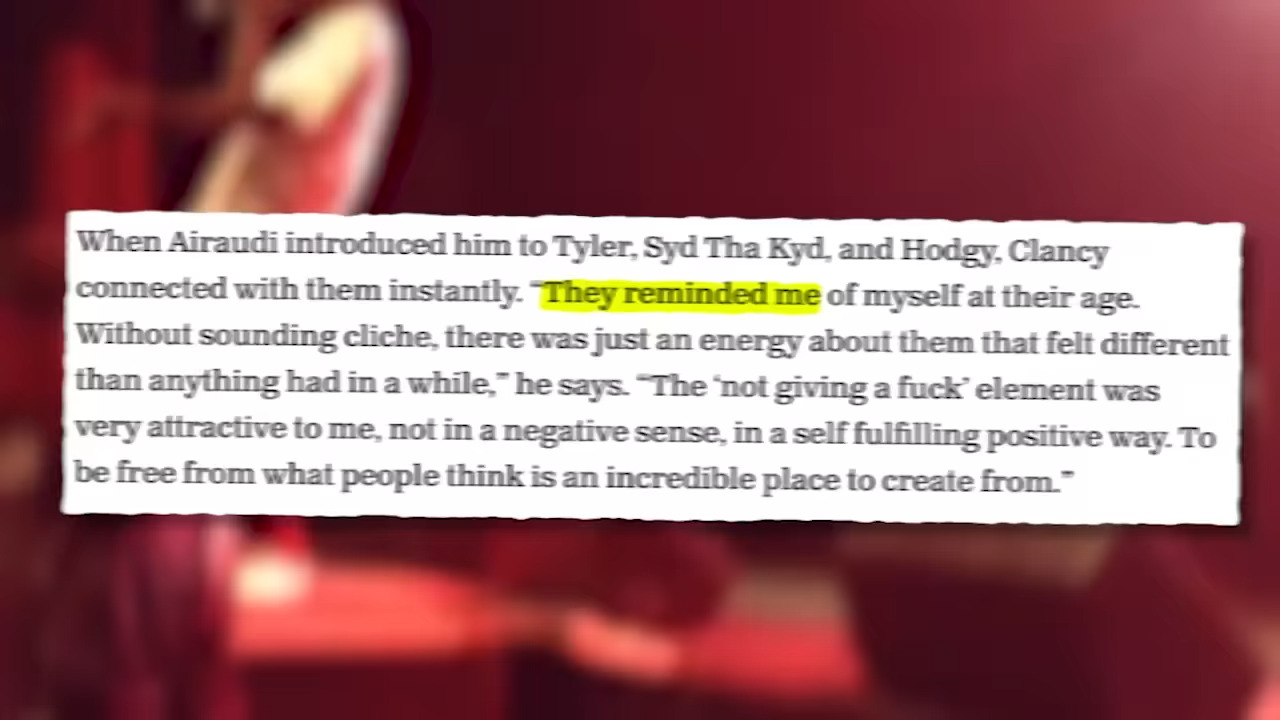 When Airaudi introduced him to Tyler, Syd Tha Kyd, and Hodgy, Clancy
connected with them instantly. “They reminded me of myself at their age.
Without sounding cliche, there was just an energy about them that felt different
than anything had in a while,” he says. “The ‘not giving a fuck’ element was
very attractive to me, not in a negative sense, in a self fulfilling positive way. To
be free from what people think is an incredible place to create from.”